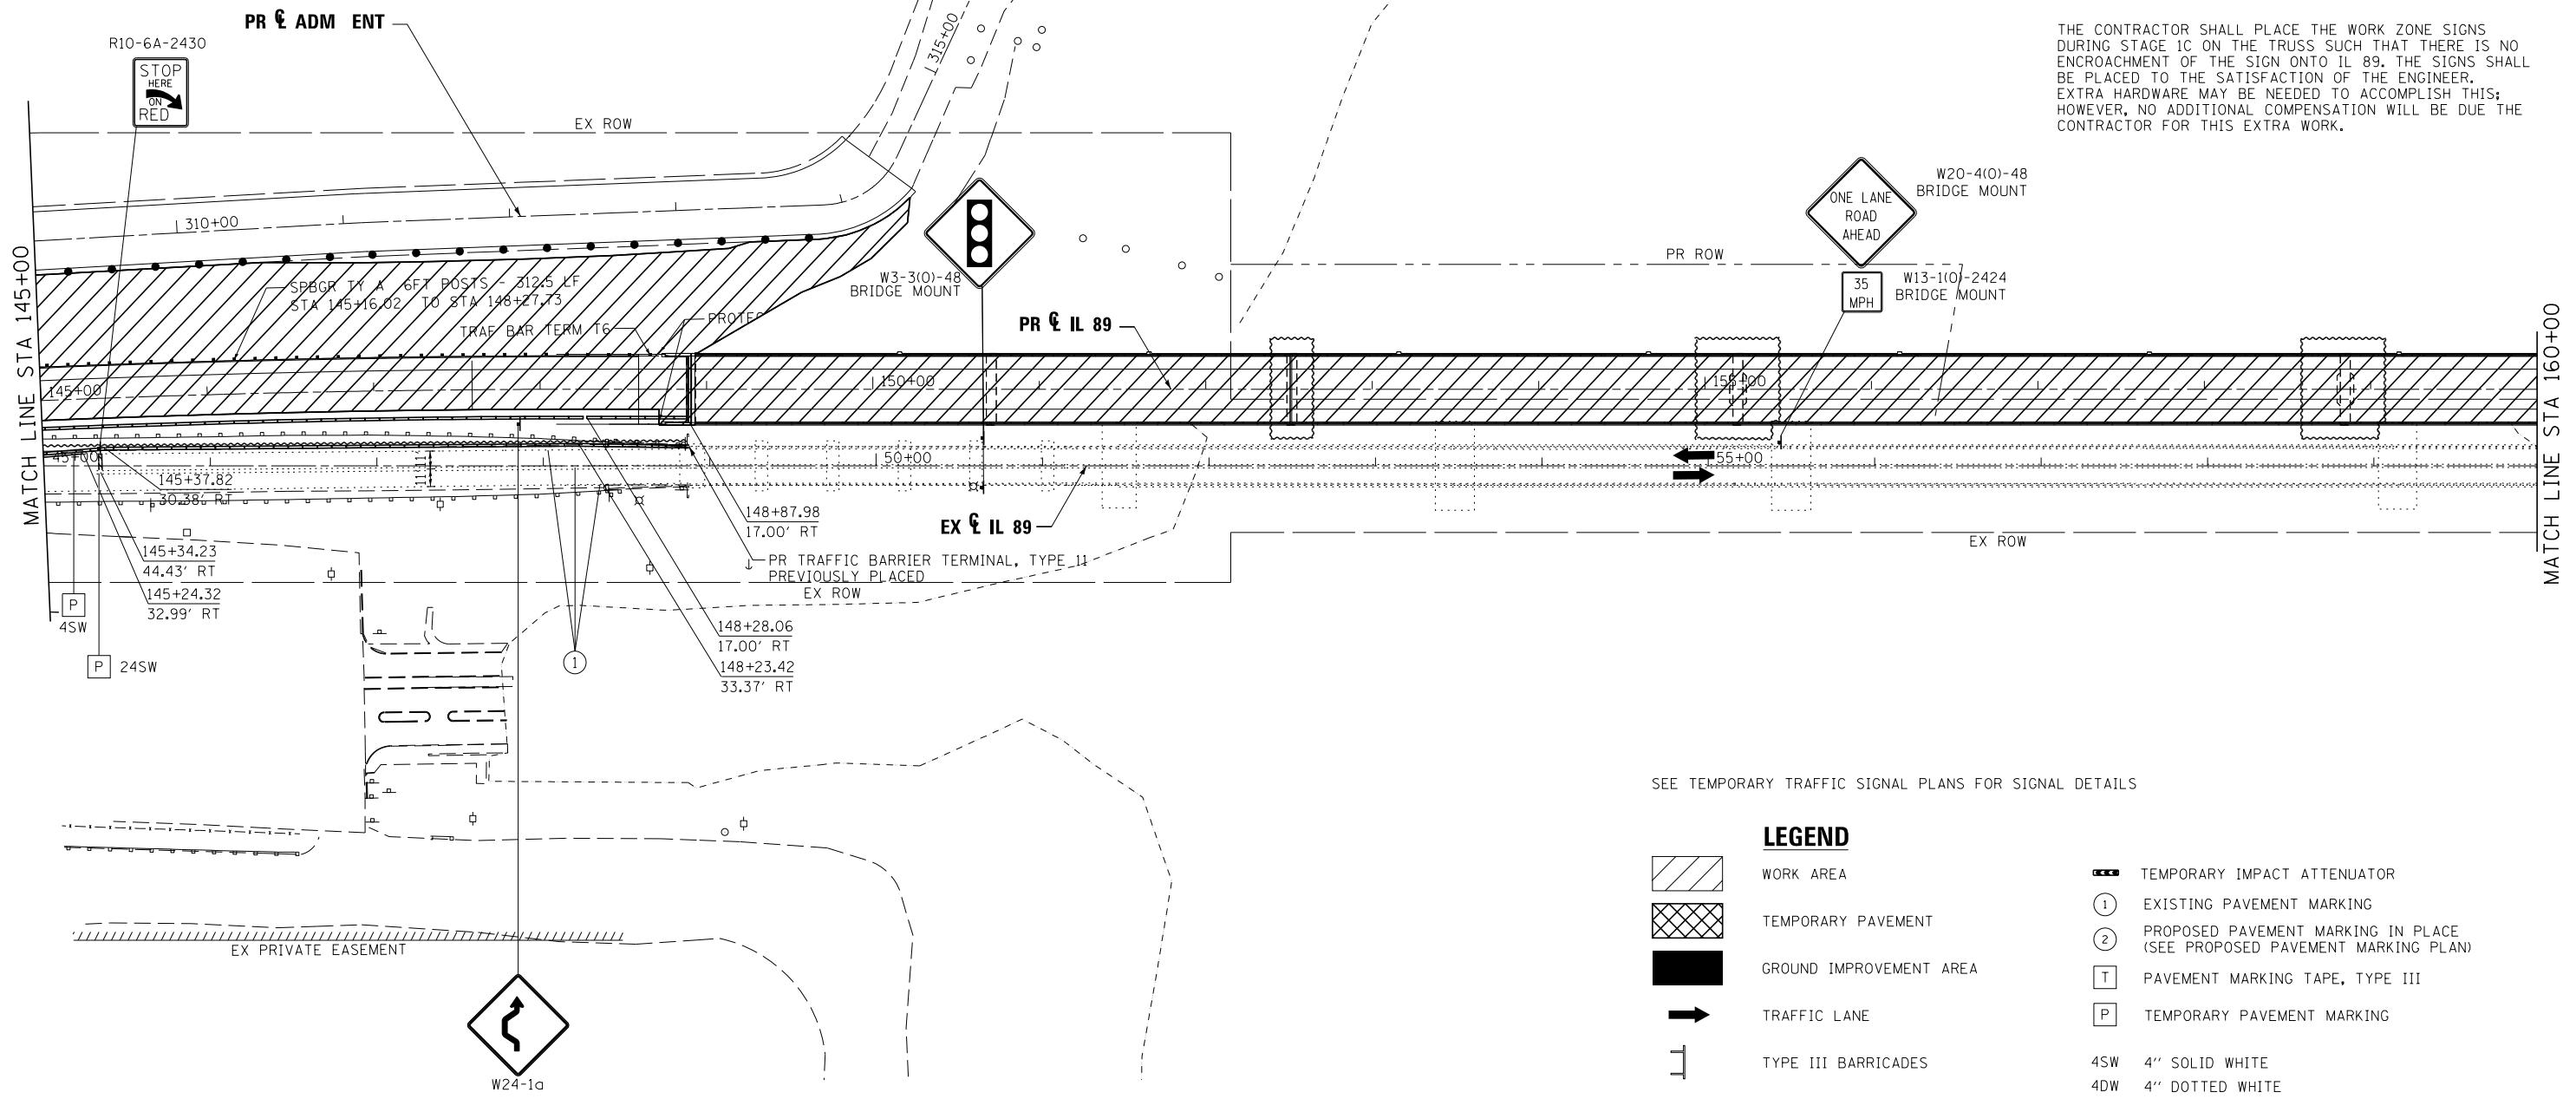 PR ℄ ADM ENT
R10-6A-2430
STOP
HERE
ON
RED
315+00
EX ROW
310+00
THE CONTRACTOR SHALL PLACE THE WORK ZONE SIGNS
DURING STAGE 1C ON THE TRUSS SUCH THAT THERE IS NO
ENCROACHMENT OF THE SIGN ONTO IL 89. THE SIGNS SHALL
BE PLACED TO THE SATISFACTION OF THE ENGINEER.
EXTRA HARDWARE MAY BE NEEDED TO ACCOMPLISH THIS;
HOWEVER, NO ADDITIONAL COMPENSATION WILL BE DUE THE
CONTRACTOR FOR THIS EXTRA WORK.
W20-4(O)-48
BRIDGE MOUNT
ONE LANE
ROAD
AHEAD
PR ROW
35
MPH
W13-1(O)-2424
BRIDGE MOUNT
W3-3(O)-48
BRIDGE MOUNT
MATCH LINE STA 145+00
SPBGR TY A 6FT POSTS - 312.5 LF
STA 145+16.02 TO STA 148+27.73
TRAF BAR TERM T6
PR ℄ IL 89
145+00
150+00
155+00
MATCH LINE STA 160+00
50+00
55+00
11'
11'
145+37.82
30.38' RT
148+87.98
17.00' RT
EX ℄ IL 89
EX ROW
145+34.23
44.43' RT
PR TRAFFIC BARRIER TERMINAL, TYPE 11
PREVIOUSLY PLACED
EX ROW
145+24.32
32.99' RT
P
4SW
148+28.06
17.00' RT
P 24SW
1
148+23.42
33.37' RT
SEE TEMPORARY TRAFFIC SIGNAL PLANS FOR SIGNAL DETAILS
EX PRIVATE EASEMENT
W24-1a
LEGEND
WORK AREA
TEMPORARY PAVEMENT
GROUND IMPROVEMENT AREA
TRAFFIC LANE
TYPE III BARRICADES
TEMPORARY IMPACT ATTENUATOR
1 EXISTING PAVEMENT MARKING
2 PROPOSED PAVEMENT MARKING IN PLACE
(SEE PROPOSED PAVEMENT MARKING PLAN)
T PAVEMENT MARKING TAPE, TYPE III
P TEMPORARY PAVEMENT MARKING
4SW 4'' SOLID WHITE
4DW 4'' DOTTED WHITE